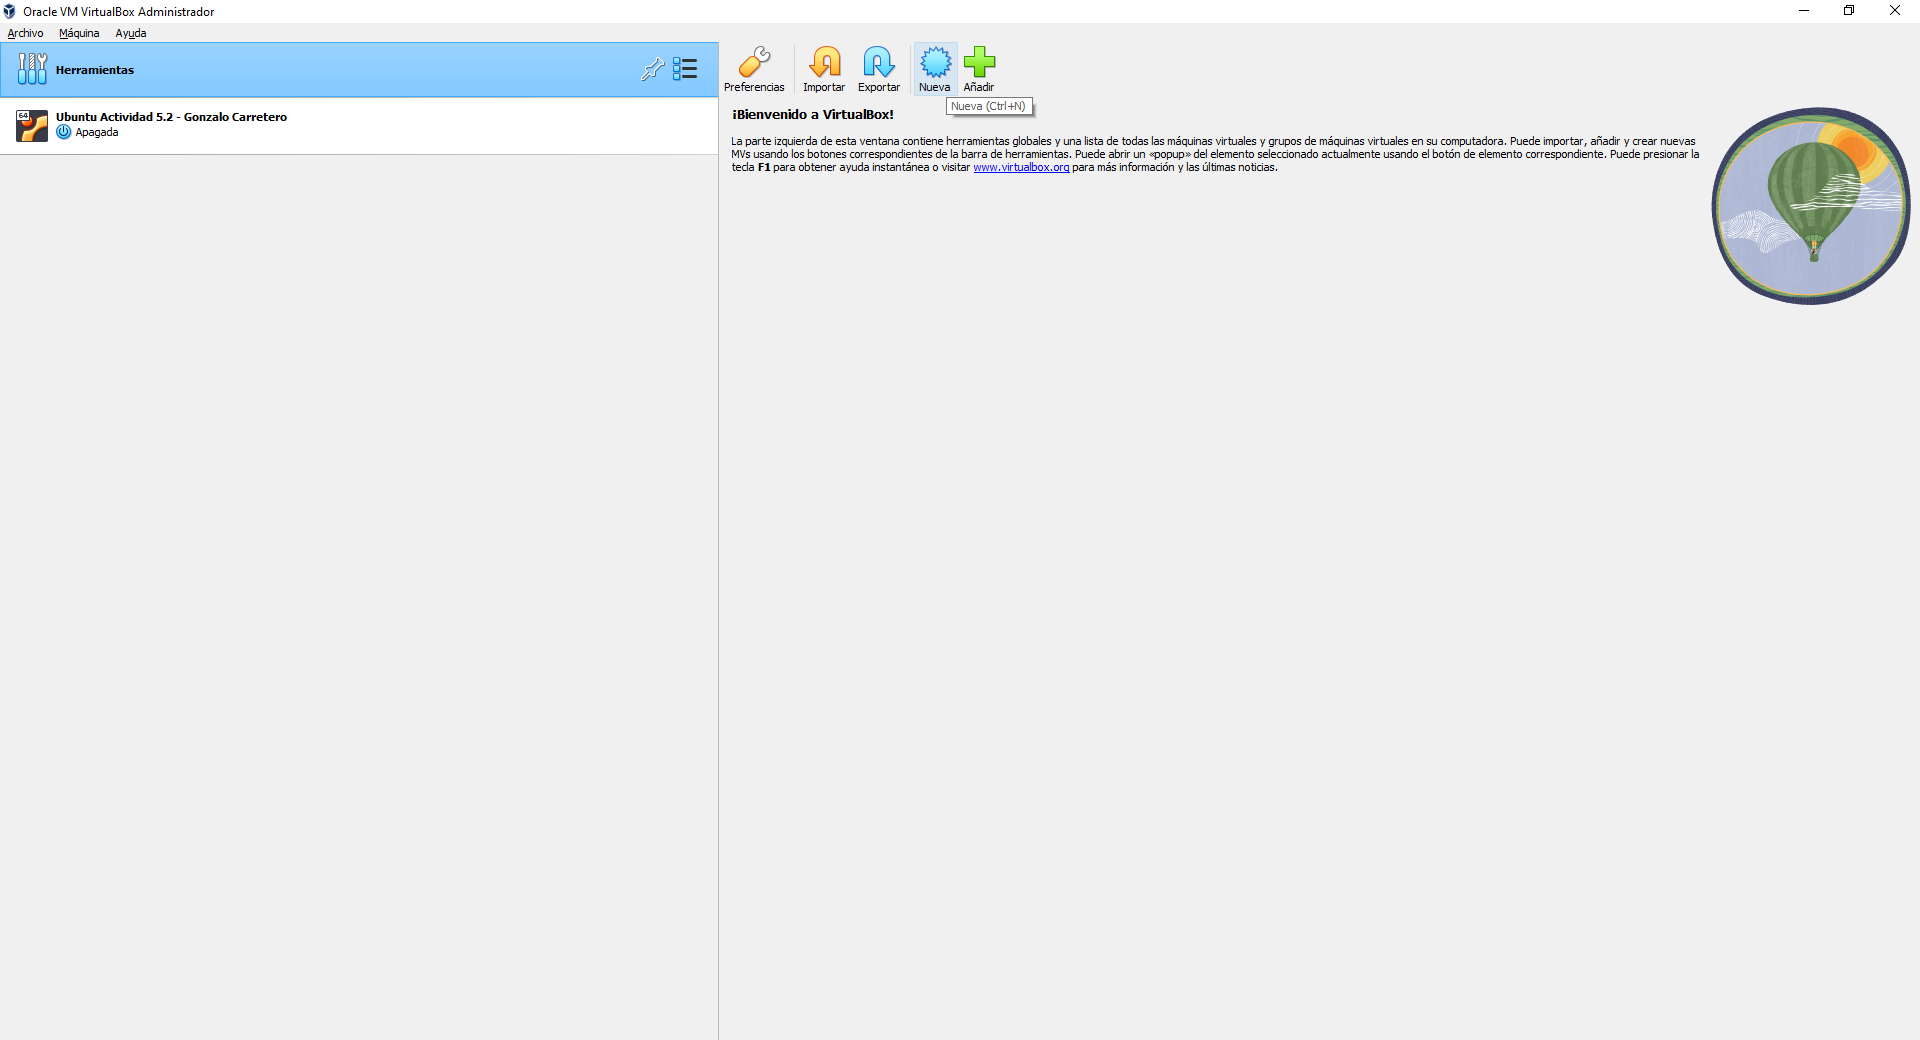 Oracle VM VirtualBox Administrador
Archivo Máquina Ayuda
Herramientas
64
Ubuntu Actividad 5.2 - Gonzalo Carretero
Apagada
Preferencias Importar Exportar Nueva Añadir
Nueva (Ctrl+N)
¡Bienvenido a VirtualBox!
La parte izquierda de esta ventana contiene herramientas globales y una lista de todas las máquinas virtuales y grupos de máquinas virtuales en su computadora. Puede importar, añadir y crear nuevas
MVs usando los botones correspondientes de la barra de herramientas. Puede abrir un «popup» del elemento seleccionado actualmente usando el botón de elemento correspondiente. Puede presionar la
tecla F1 para obtener ayuda instantánea o visitar www.virtualbox.org para más información y las últimas noticias.